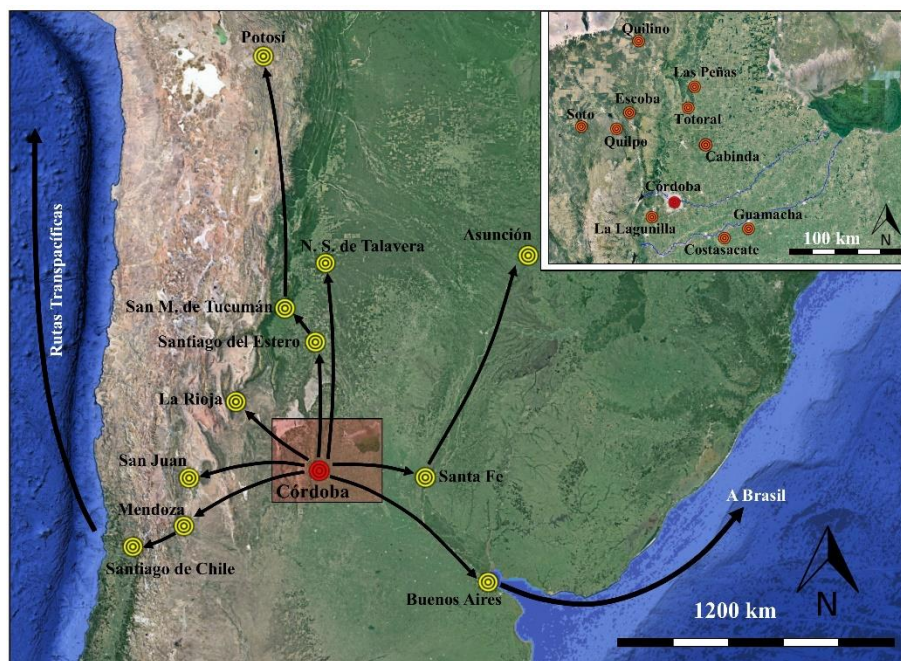 Potosí
Asunción
N. S. de Talavera
San M. de Tucumán
Santiago del Estero
La Rioja
San Juan
Córdoba
Santa Fe
Mendoza
Santiago de Chile
Buenos Aires
A Brasil
Rutas Transpacíficas
N
1200 km
Quilino
Las Peñas
Escoba
Totoral
Soto
Quilpo
Cabinda
Córdoba
Guamacha
La Lagunilla
Costasacate
100 km
N